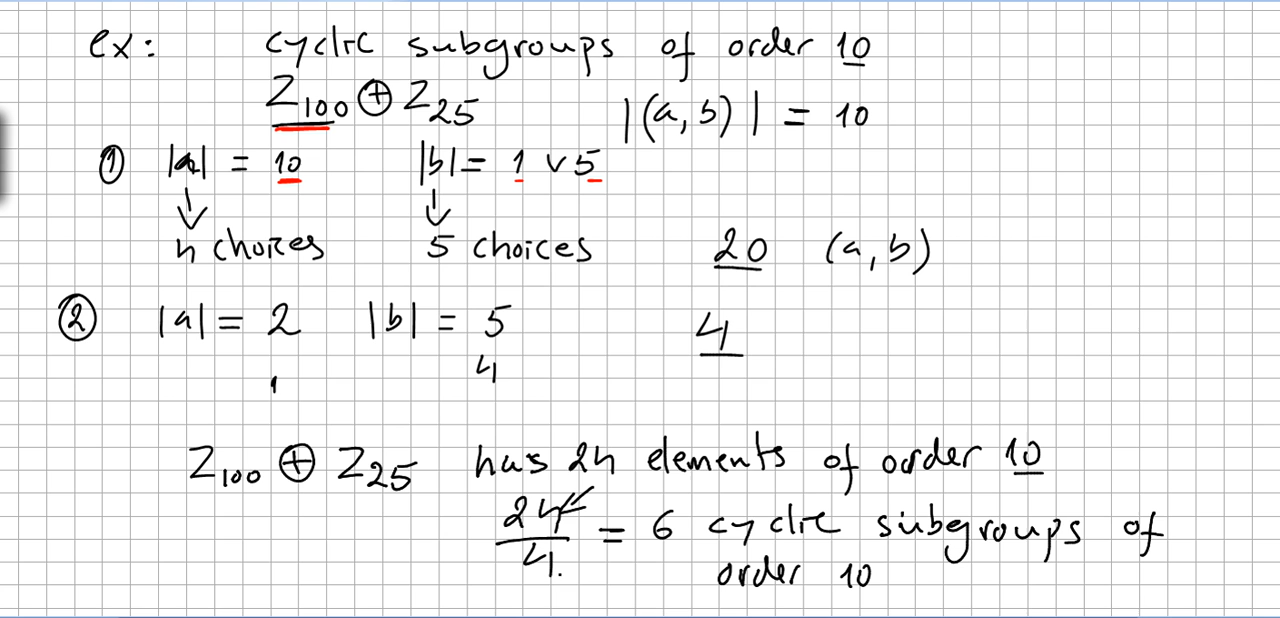 ex: cyclic subgroups of order 10
Z₁₀₀ ⊕ Z₂₅ |(a, b)| = 10
① |a| = 10 |b| = 1 ∨ 5
↓ ↓
4 choices 5 choices 20 (a, b)
② |a| = 2 |b| = 5 4
1 4
Z₁₀₀ ⊕ Z₂₅ has 24 elements of order 10
24/4 = 6 cyclic subgroups of
order 10